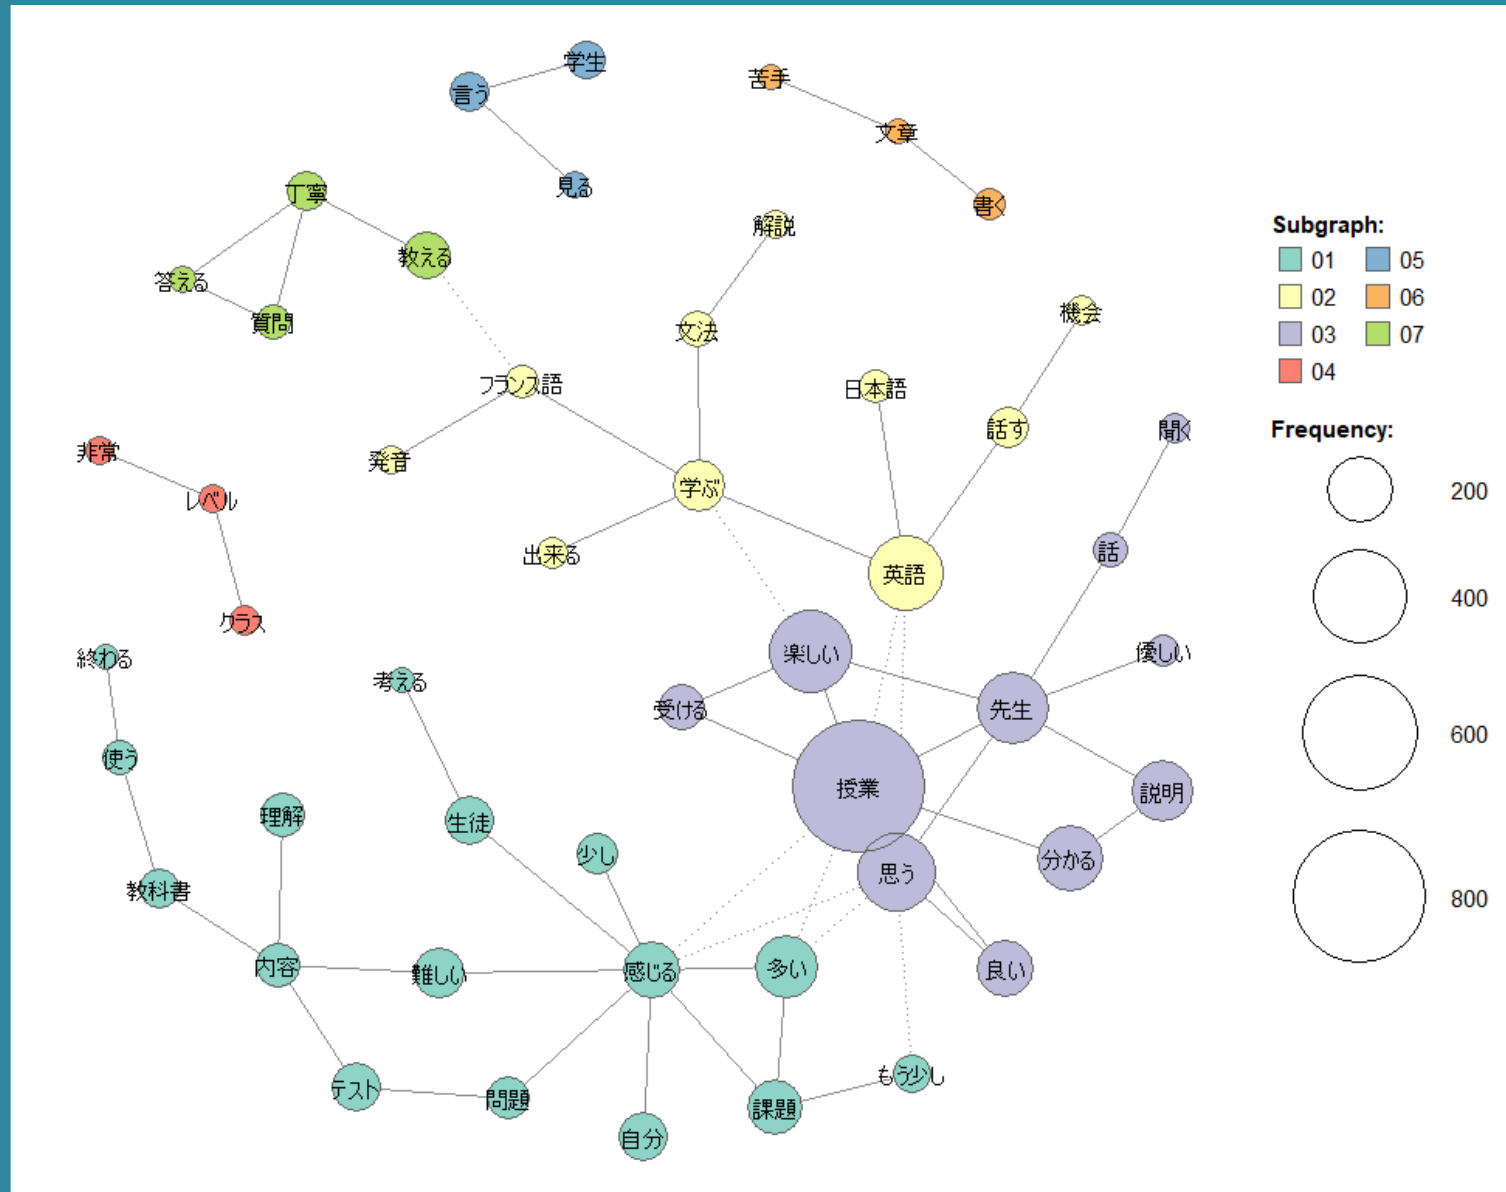 学生
言う
見る
苦手
文章
書く
丁寧
教える
答える
質問
解説
文法
機会
フランス語
日本語
話す
発音
学ぶ
出来る
英語
聞く
話
非常
レベル
クラス
終わる
使う
考える
楽しい
受ける
先生
優しい
授業
説明
分かる
思う
良い
理解
生徒
少し
教科書
内容
難しい
感じる
多い
テスト
問題
自分
課題
もう少し
Subgraph:
01 05
02 06
03 07
04
Frequency:
200
400
600
800